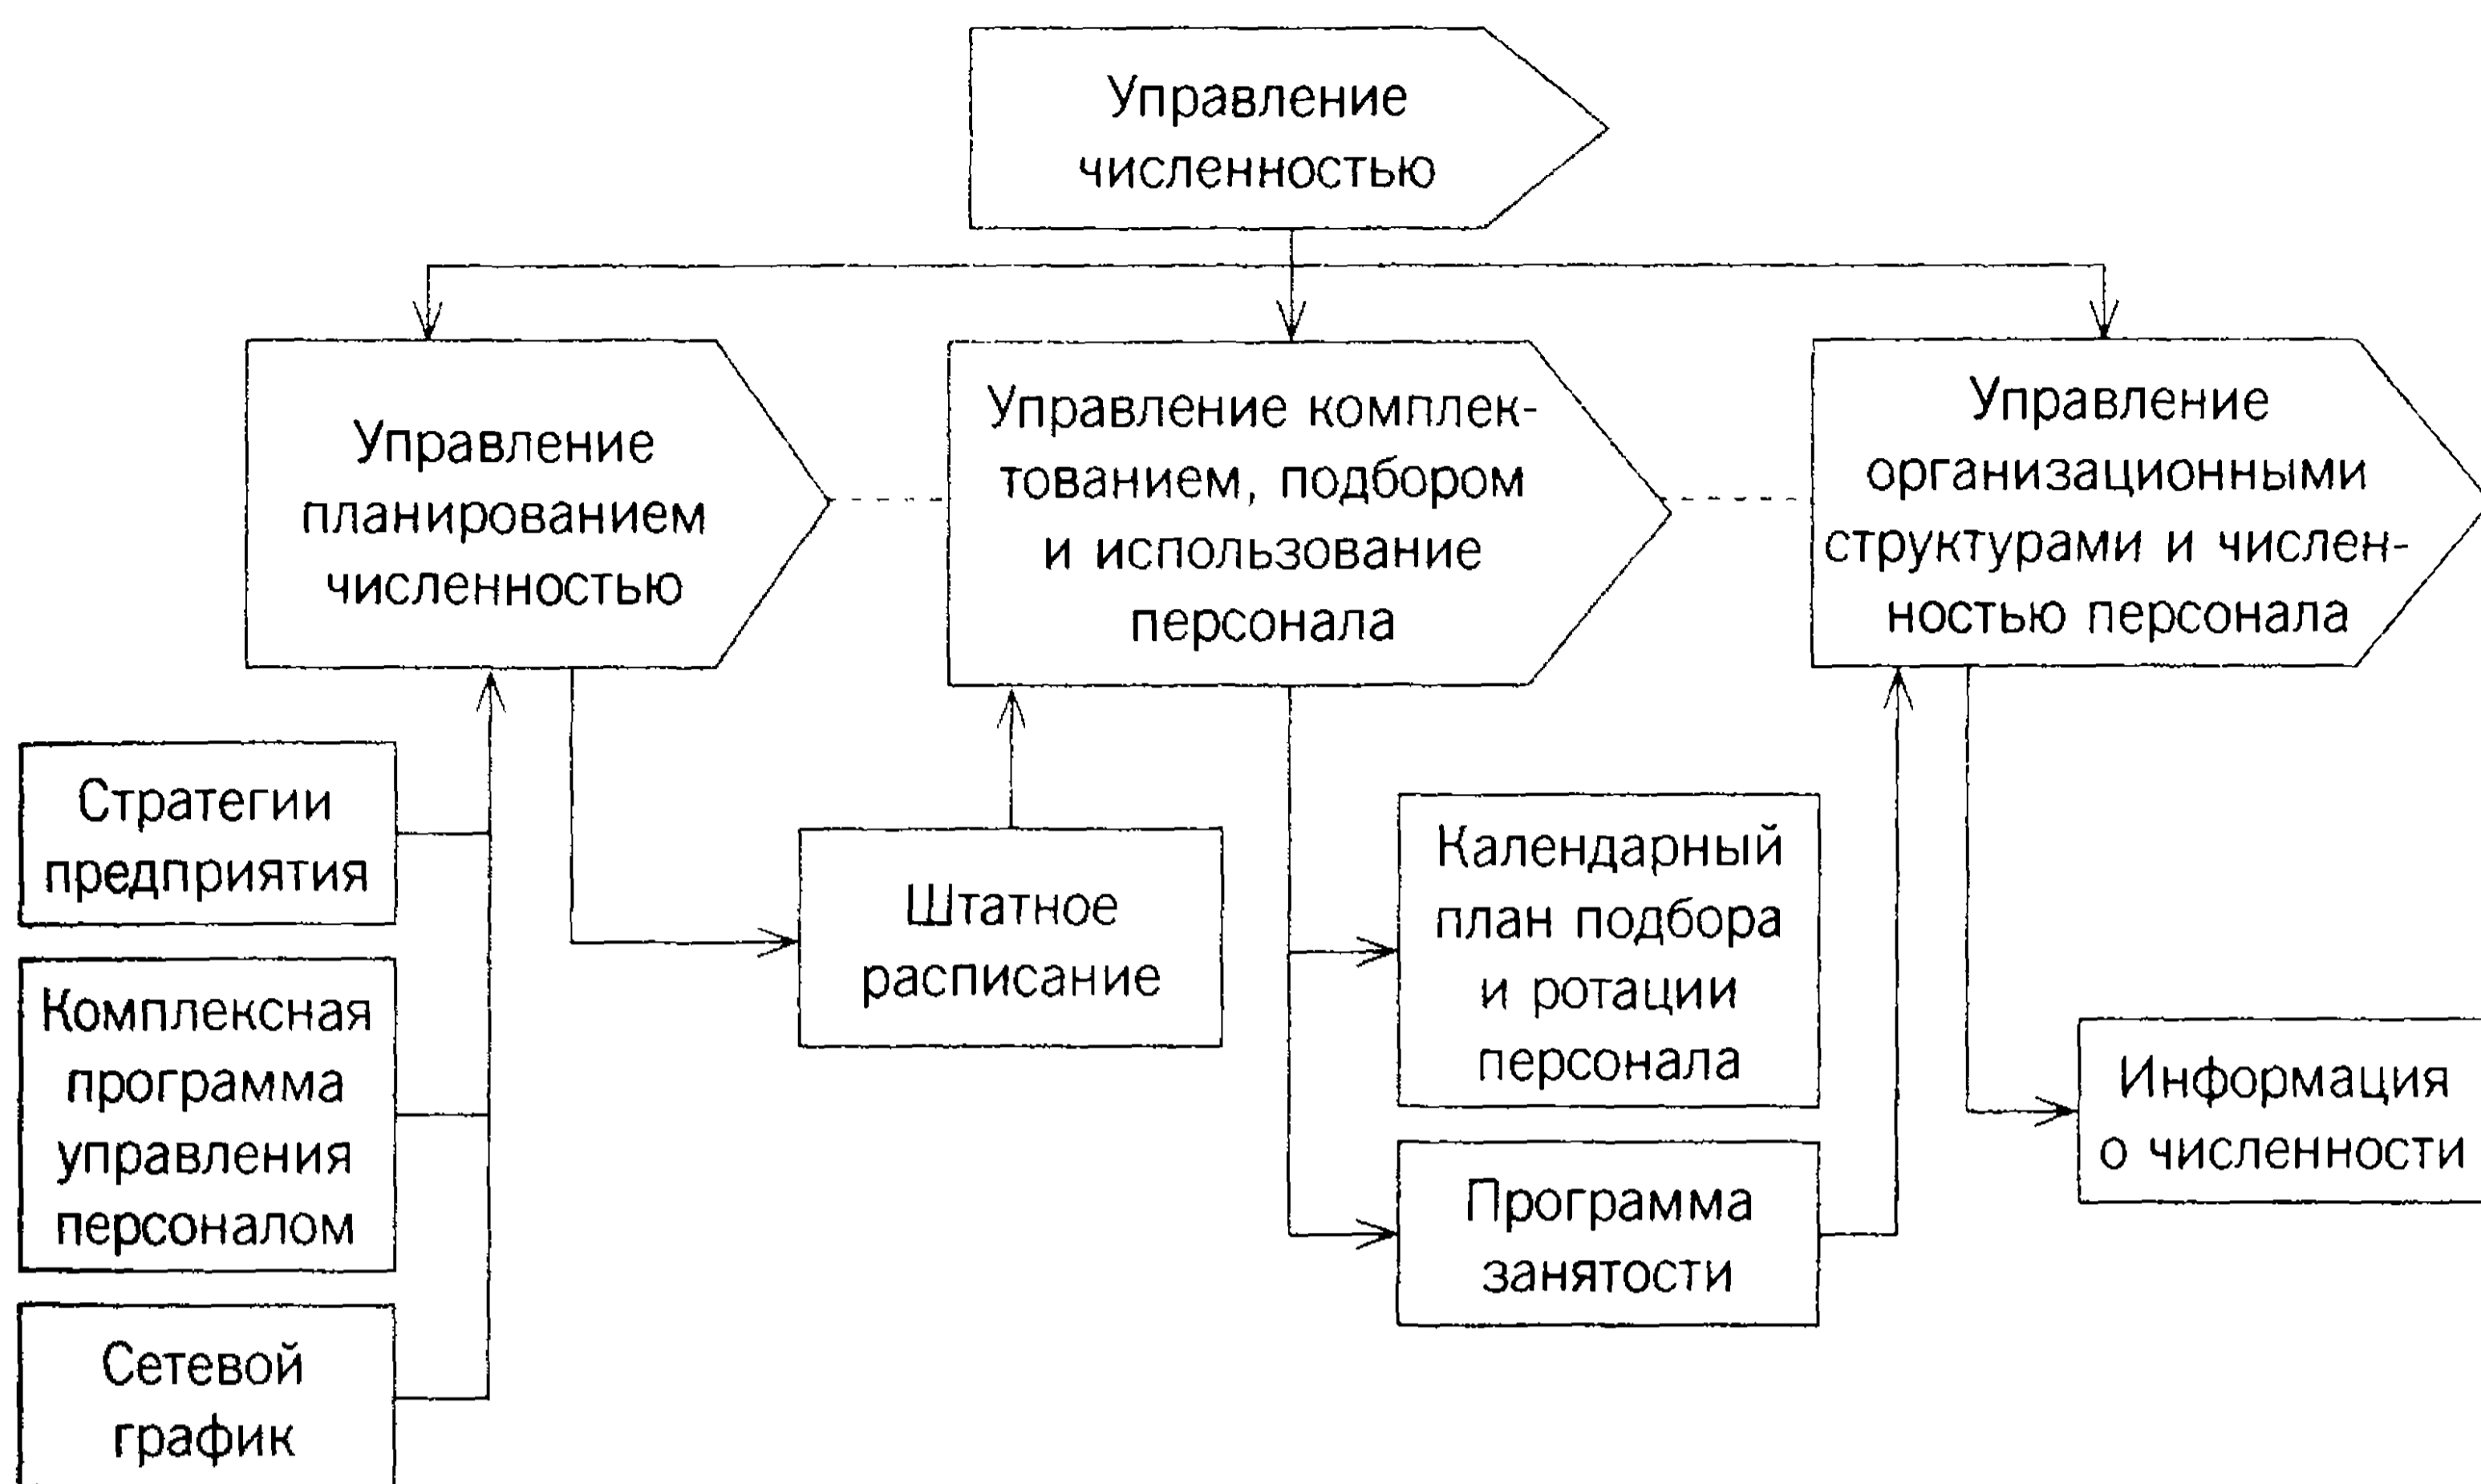 Управление
численностью
Управление
планированием
численностью
Управление комплек-
тованием, подбором
и использование
персонала
Управление
организационными
структурами и числен-
ностью персонала
Стратегии
предприятия
Комплексная
программа
управления
персоналом
Сетевой
график
Штатное
расписание
Календарный
план подбора
и ротации
персонала
Программа
занятости
Информация
о численности